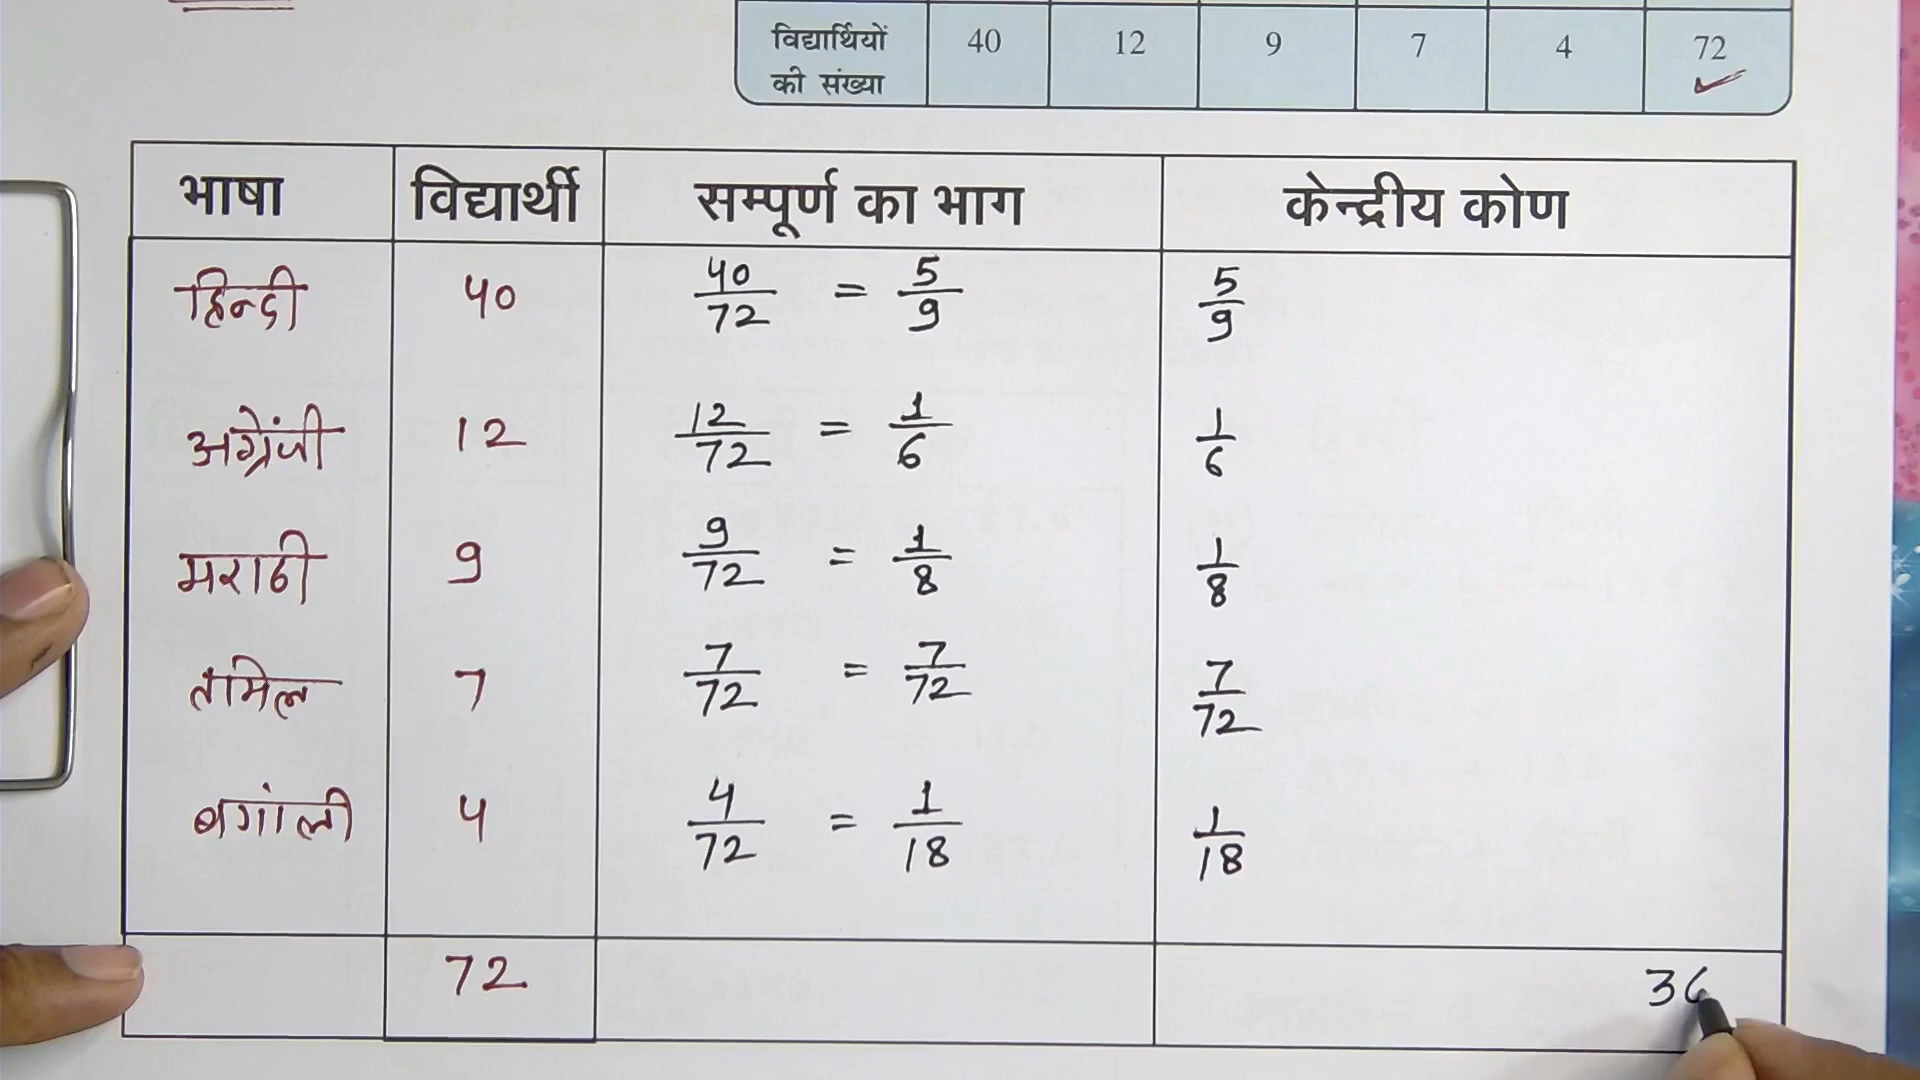 विद्यार्थियों की संख्या 40 12 9 7 4 72
भाषा विद्यार्थी सम्पूर्ण का भाग केन्द्रीय कोण
हिन्दी 40 40/72 = 5/9 5/9
अग्रेंजी 12 12/72 = 1/6 1/6
मराठी 9 9/72 = 1/8 1/8
तमिल 7 7/72 = 7/72 7/72
बगांली 4 4/72 = 1/18 1/18
72 36